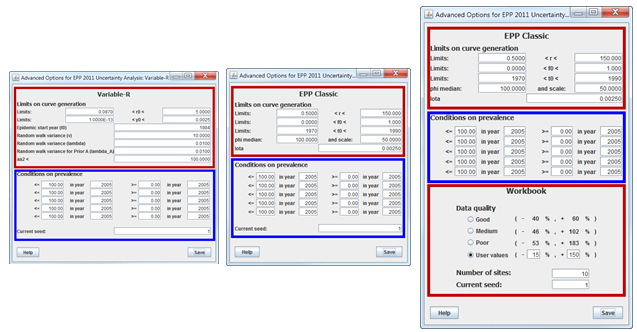 Advanced Options for EPP 2011 Uncertainty Analysis: Variable-R
Variable-R
Limits on curve generation
Limits: 0.0870 < r0 < 5.0000
Limits: 1.0000E-13 < y0 < 0.0025
Epidemic start year (t0) 1984
Random walk variance (v) 10.0000
Random walk variance (lambda) 0.0100
Random walk variance for Prior A (lambda_A) 0.0100
aa2 < 100.0000
Conditions on prevalence
<= 100.00 in year 2005 >= 0.00 in year 2005
<= 100.00 in year 2005 >= 0.00 in year 2005
<= 100.00 in year 2005 >= 0.00 in year 2005
<= 100.00 in year 2005 >= 0.00 in year 2005
<= 100.00 in year 2005 >= 0.00 in year 2005
Current seed: 1
Help Save
Advanced Options for EPP 2011 Uncertainty...
EPP Classic
Limits on curve generation
Limits: 0.5000 < r < 150.000
Limits: 0.0000 < f0 < 1.000
Limits: 1970 < t0 < 1990
phi median: 100.0000 and scale: 50.0000
Iota 0.00250
Conditions on prevalence
<= 100.00 in year 2005 >= 0.00 in year 2005
<= 100.00 in year 2005 >= 0.00 in year 2005
<= 100.00 in year 2005 >= 0.00 in year 2005
<= 100.00 in year 2005 >= 0.00 in year 2005
<= 100.00 in year 2005 >= 0.00 in year 2005
Current seed: 1
Help Save
Advanced Options for EPP 2011 Uncertainty...
EPP Classic
Limits on curve generation
Limits: 0.5000 < r < 150.000
Limits: 0.0000 < f0 < 1.000
Limits: 1970 < t0 < 1990
phi median: 100.0000 and scale: 50.0000
Iota 0.00250
Conditions on prevalence
<= 100.00 in year 2005 >= 0.00 in year 2005
<= 100.00 in year 2005 >= 0.00 in year 2005
<= 100.00 in year 2005 >= 0.00 in year 2005
<= 100.00 in year 2005 >= 0.00 in year 2005
Workbook
Data quality
Good ( - 40 % , + 60 % )
Medium ( - 46 % , + 102 % )
Poor ( - 53 % , + 183 % )
User values ( - 15 % , + 150 % )
Number of sites: 10
Current seed: 1
Help Save